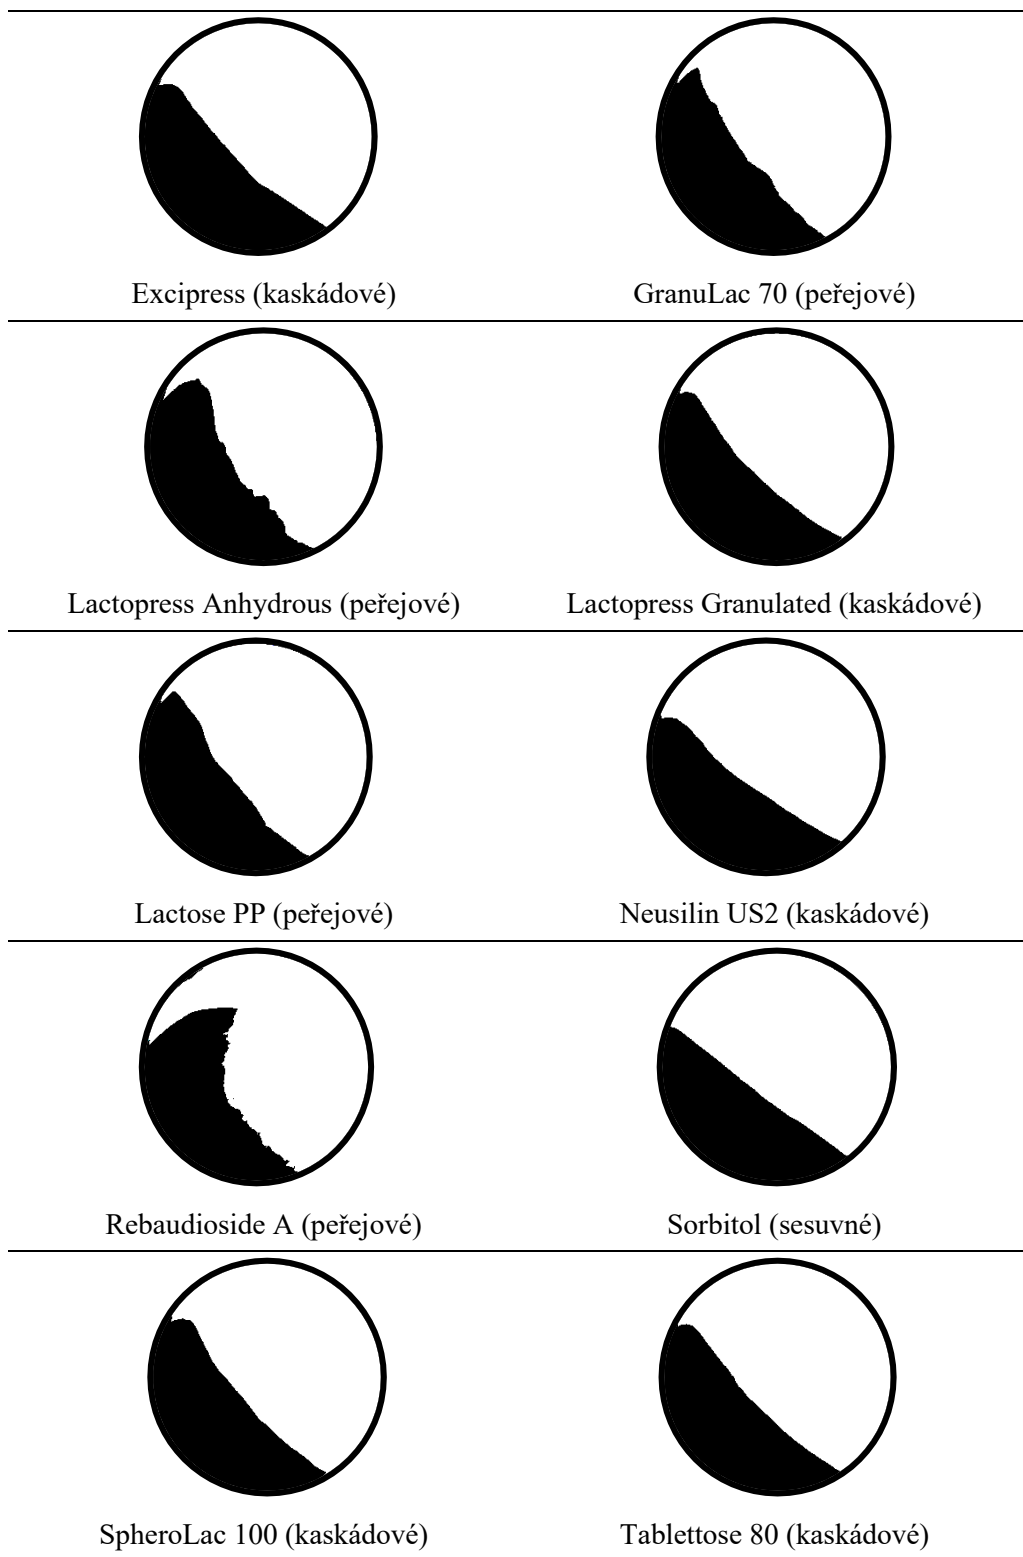 Excipress (kaskádové)
GranuLac 70 (peřejové)
Lactopress Anhydrous (peřejové)
Lactopress Granulated (kaskádové)
Lactose PP (peřejové)
Neusilin US2 (kaskádové)
Rebaudioside A (peřejové)
Sorbitol (sesuvné)
SpheroLac 100 (kaskádové)
Tablettose 80 (kaskádové)